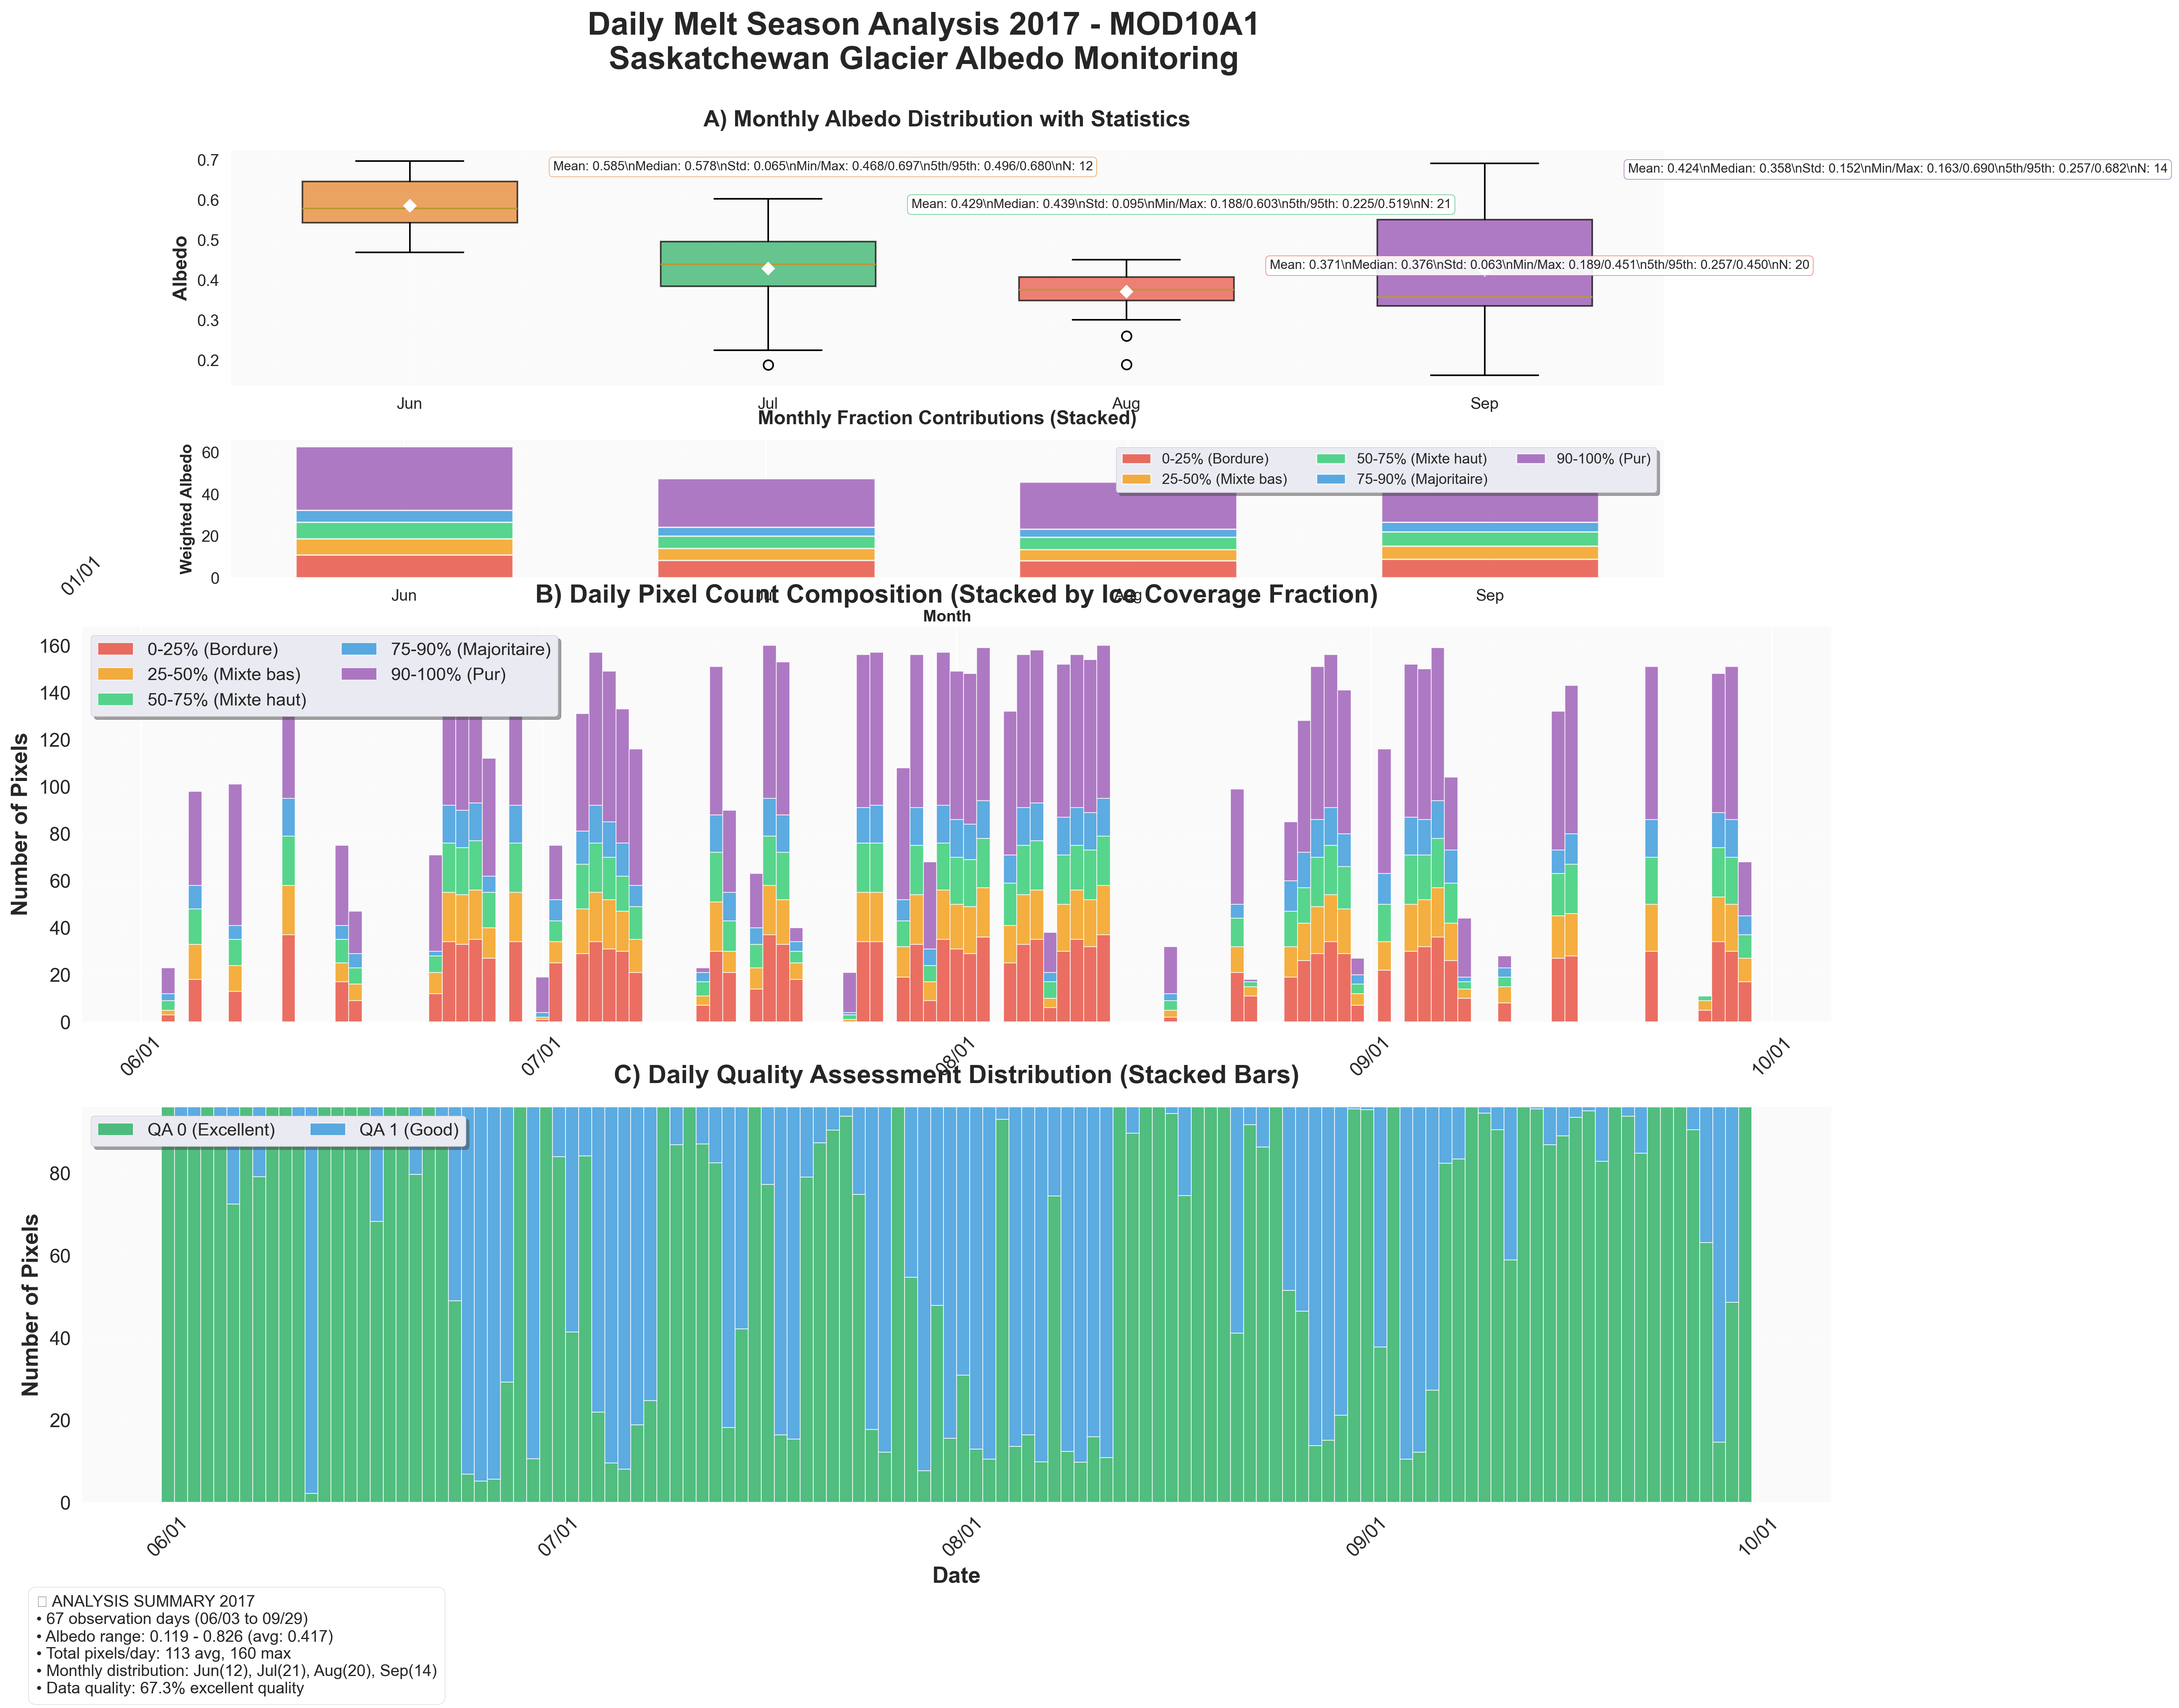 Daily Melt Season Analysis 2017 - MOD10A1
Saskatchewan Glacier Albedo Monitoring
A) Monthly Albedo Distribution with Statistics
Albedo
0.7
0.6
0.5
0.4
0.3
0.2
Mean: 0.585\nMedian: 0.578\nStd: 0.065\nMin/Max: 0.468/0.697\n5th/95th: 0.496/0.680\nN: 12
Mean: 0.429\nMedian: 0.439\nStd: 0.095\nMin/Max: 0.188/0.603\n5th/95th: 0.225/0.519\nN: 21
Mean: 0.371\nMedian: 0.376\nStd: 0.063\nMin/Max: 0.189/0.451\n5th/95th: 0.257/0.450\nN: 20
Mean: 0.424\nMedian: 0.358\nStd: 0.152\nMin/Max: 0.163/0.690\n5th/95th: 0.257/0.682\nN: 14
Jun Jul Aug Sep
Monthly Fraction Contributions (Stacked)
Weighted Albedo
60
40
20
0
0-25% (Bordure) 50-75% (Mixte haut) 90-100% (Pur)
25-50% (Mixte bas) 75-90% (Majoritaire)
Jun Jul Aug Sep
Month
01/01
B) Daily Pixel Count Composition (Stacked by Ice Coverage Fraction)
Number of Pixels
160
140
120
100
80
60
40
20
0
0-25% (Bordure) 75-90% (Majoritaire)
25-50% (Mixte bas) 90-100% (Pur)
50-75% (Mixte haut)
06/01 07/01 08/01 09/01 10/01
C) Daily Quality Assessment Distribution (Stacked Bars)
Number of Pixels
80
60
40
20
0
QA 0 (Excellent) QA 1 (Good)
06/01 07/01 08/01 09/01 10/01
Date
ANALYSIS SUMMARY 2017
• 67 observation days (06/03 to 09/29)
• Albedo range: 0.119 - 0.826 (avg: 0.417)
• Total pixels/day: 113 avg, 160 max
• Monthly distribution: Jun(12), Jul(21), Aug(20), Sep(14)
• Data quality: 67.3% excellent quality